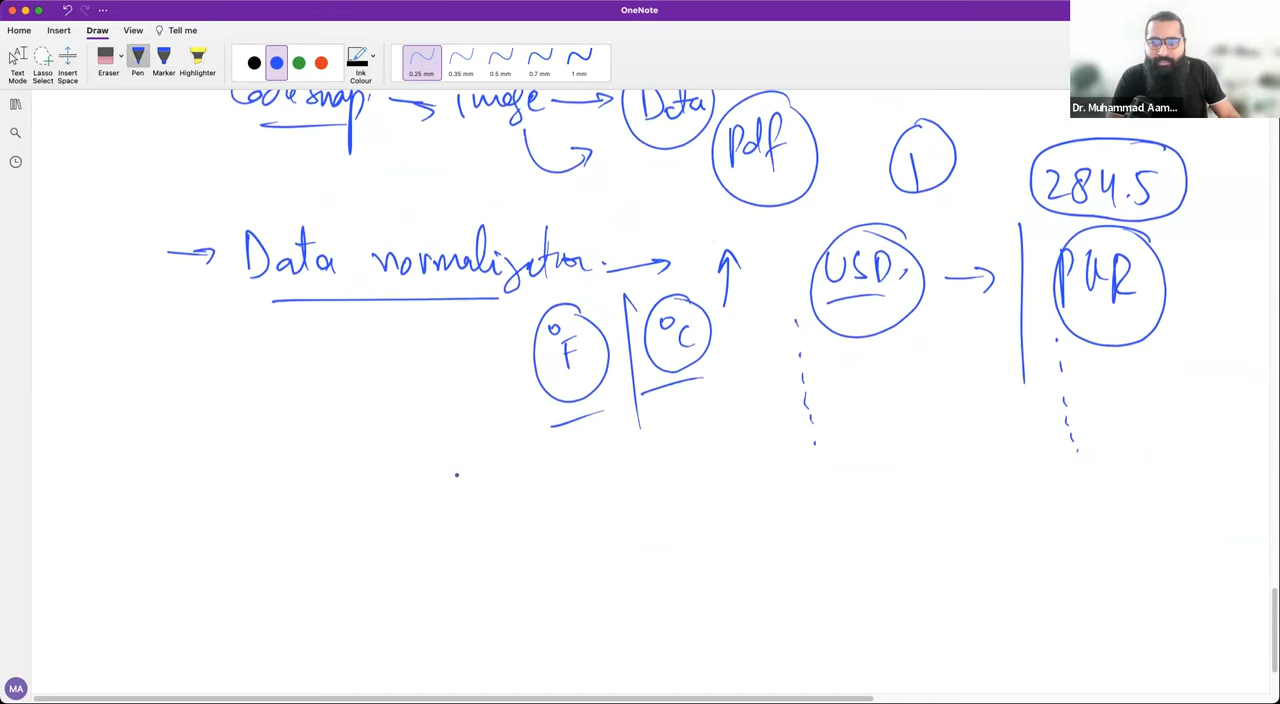 OneNote
Home Insert Draw View Tell me
Text Mode Lasso Select Insert Space Eraser Pen Marker Highlighter 0.25 mm 0.35 mm 0.5 mm 0.7 mm 1 mm Ink Colour
Dr. Muhammad Aam...
→ Image → Data
Pdf 1 284.5
→ Data normalization. → ↑ USD. → PKR
°F °C
MA